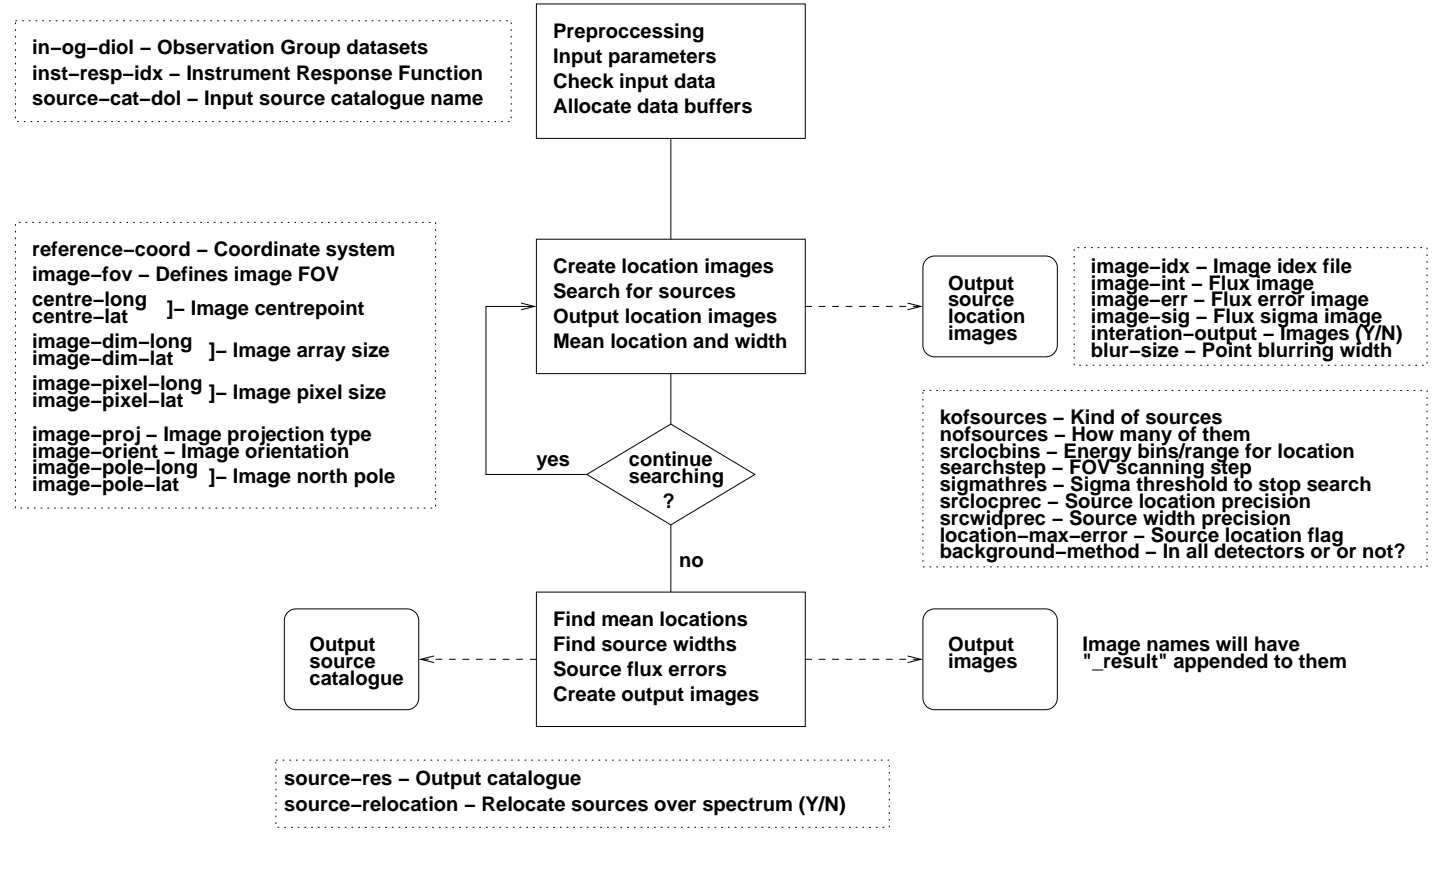 in−og−diol − Observation Group datasets
inst−resp−idx − Instrument Response Function
source−cat−dol − Input source catalogue name
Preproccessing
Input parameters
Check input data
Allocate data buffers
reference−coord − Coordinate system
image−fov − Defines image FOV
centre−long
centre−lat ]− Image centrepoint
image−dim−long
image−dim−lat ]− Image array size
image−pixel−long
image−pixel−lat ]− Image pixel size
image−proj − Image projection type
image−orient − Image orientation
image−pole−long
image−pole−lat ]− Image north pole
Create location images
Search for sources
Output location images
Mean location and width
Output
source
location
images
image−idx − Image idex file
image−int − Flux image
image−err − Flux error image
image−sig − Flux sigma image
interation−output − Images (Y/N)
blur−size − Point blurring width
kofsources − Kind of sources
nofsources − How many of them
srclocbins − Energy bins/range for location
searchstep − FOV scanning step
sigmathres − Sigma threshold to stop search
srclocprec − Source location precision
srcwidprec − Source width precision
location−max−error − Source location flag
background−method − In all detectors or or not?
yes
continue
searching
?
no
Output
source
catalogue
Find mean locations
Find source widths
Source flux errors
Create output images
Output
images
Image names will have
"_result" appended to them
source−res − Output catalogue
source−relocation − Relocate sources over spectrum (Y/N)